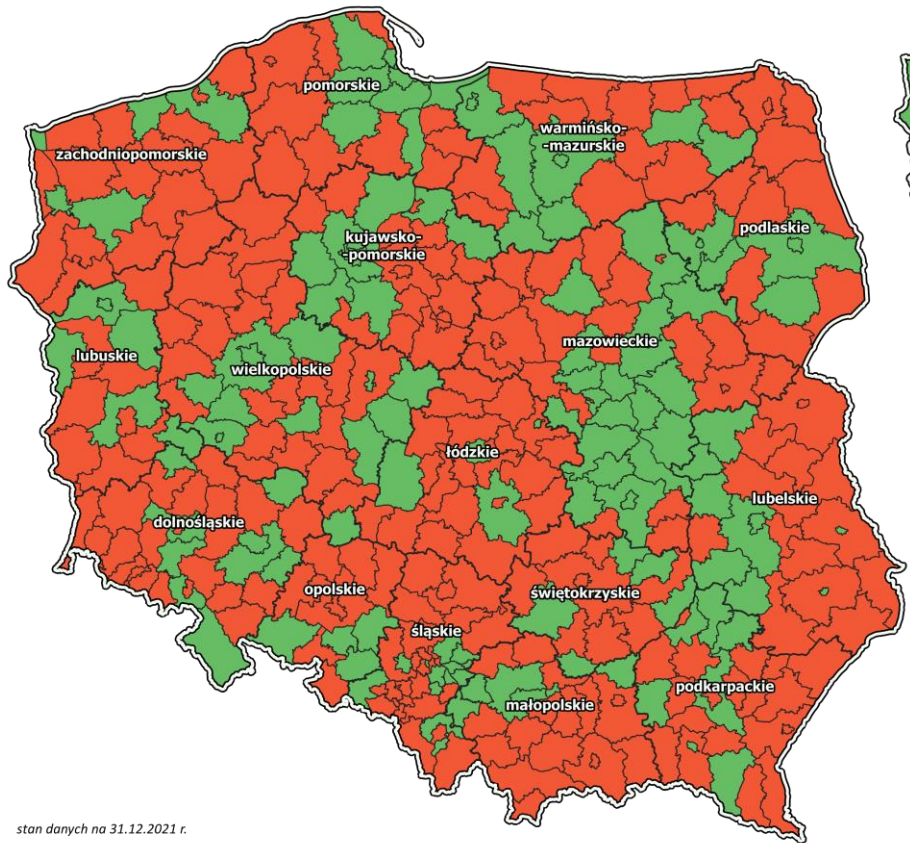 pomorskie
warmińsko-
-mazurskie
zachodniopomorskie
podlaskie
kujawsko-
-pomorskie
mazowieckie
lubuskie
wielkopolskie
łódzkie
lubelskie
dolnośląskie
opolskie
świętokrzyskie
śląskie
podkarpackie
małopolskie
stan danych na 31.12.2021 r.